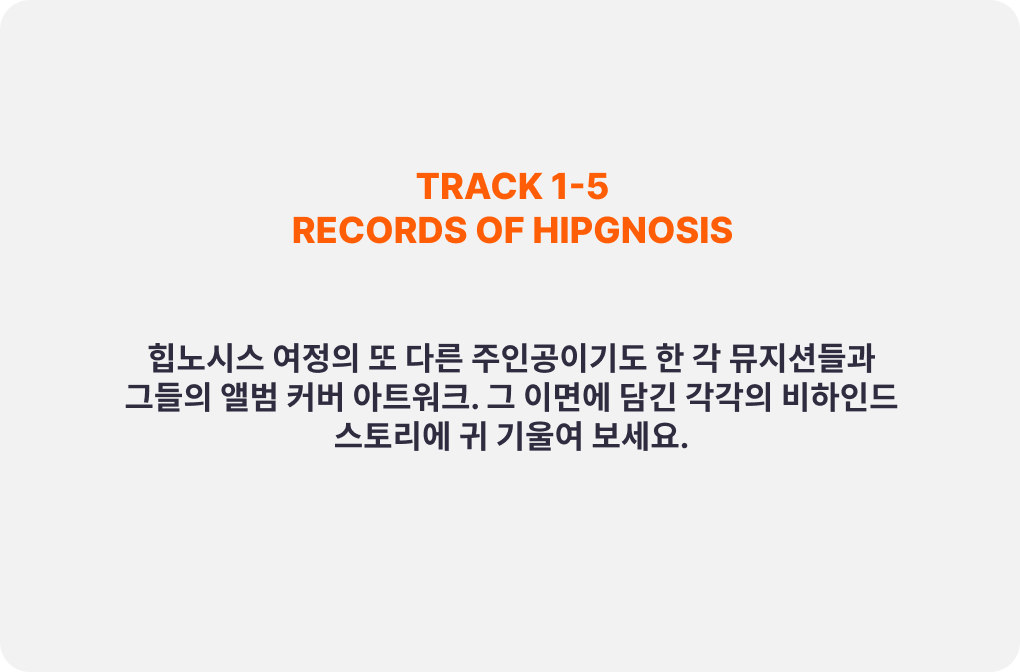 TRACK 1-5
RECORDS OF HIPGNOSIS
힙노시스 여정의 또 다른 주인공이기도 한 각 뮤지션들과
그들의 앨범 커버 아트워크. 그 이면에 담긴 각각의 비하인드
스토리에 귀 기울여 보세요.